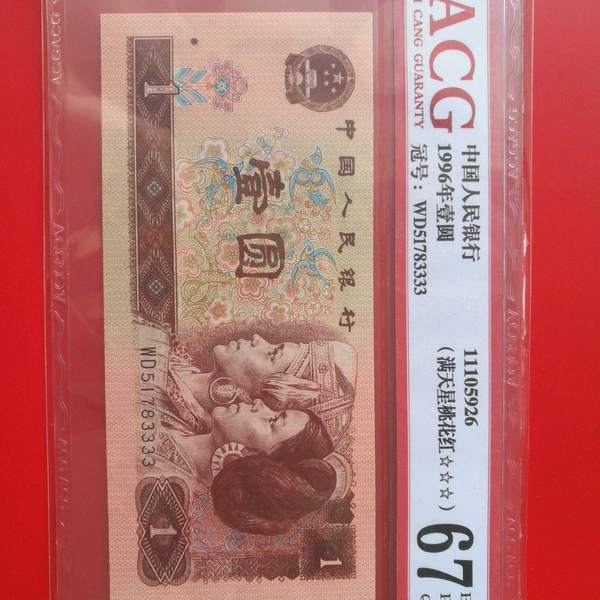 ACG
CANG GUARANTY
中国人民银行
1996年壹圆
冠号：WD51783333
11105926
（满天星桃花红☆☆☆）
67
中国人民银行
壹圆
WD51783333
1
1